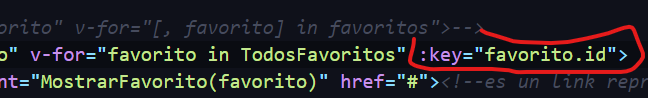 orito" v-for="[, favorito] in favoritos">-->
o" v-for="favorito in TodosFavoritos" :key="favorito.id">
nt="MostrarFavorito(favorito)" href="#"><!--es un link repr